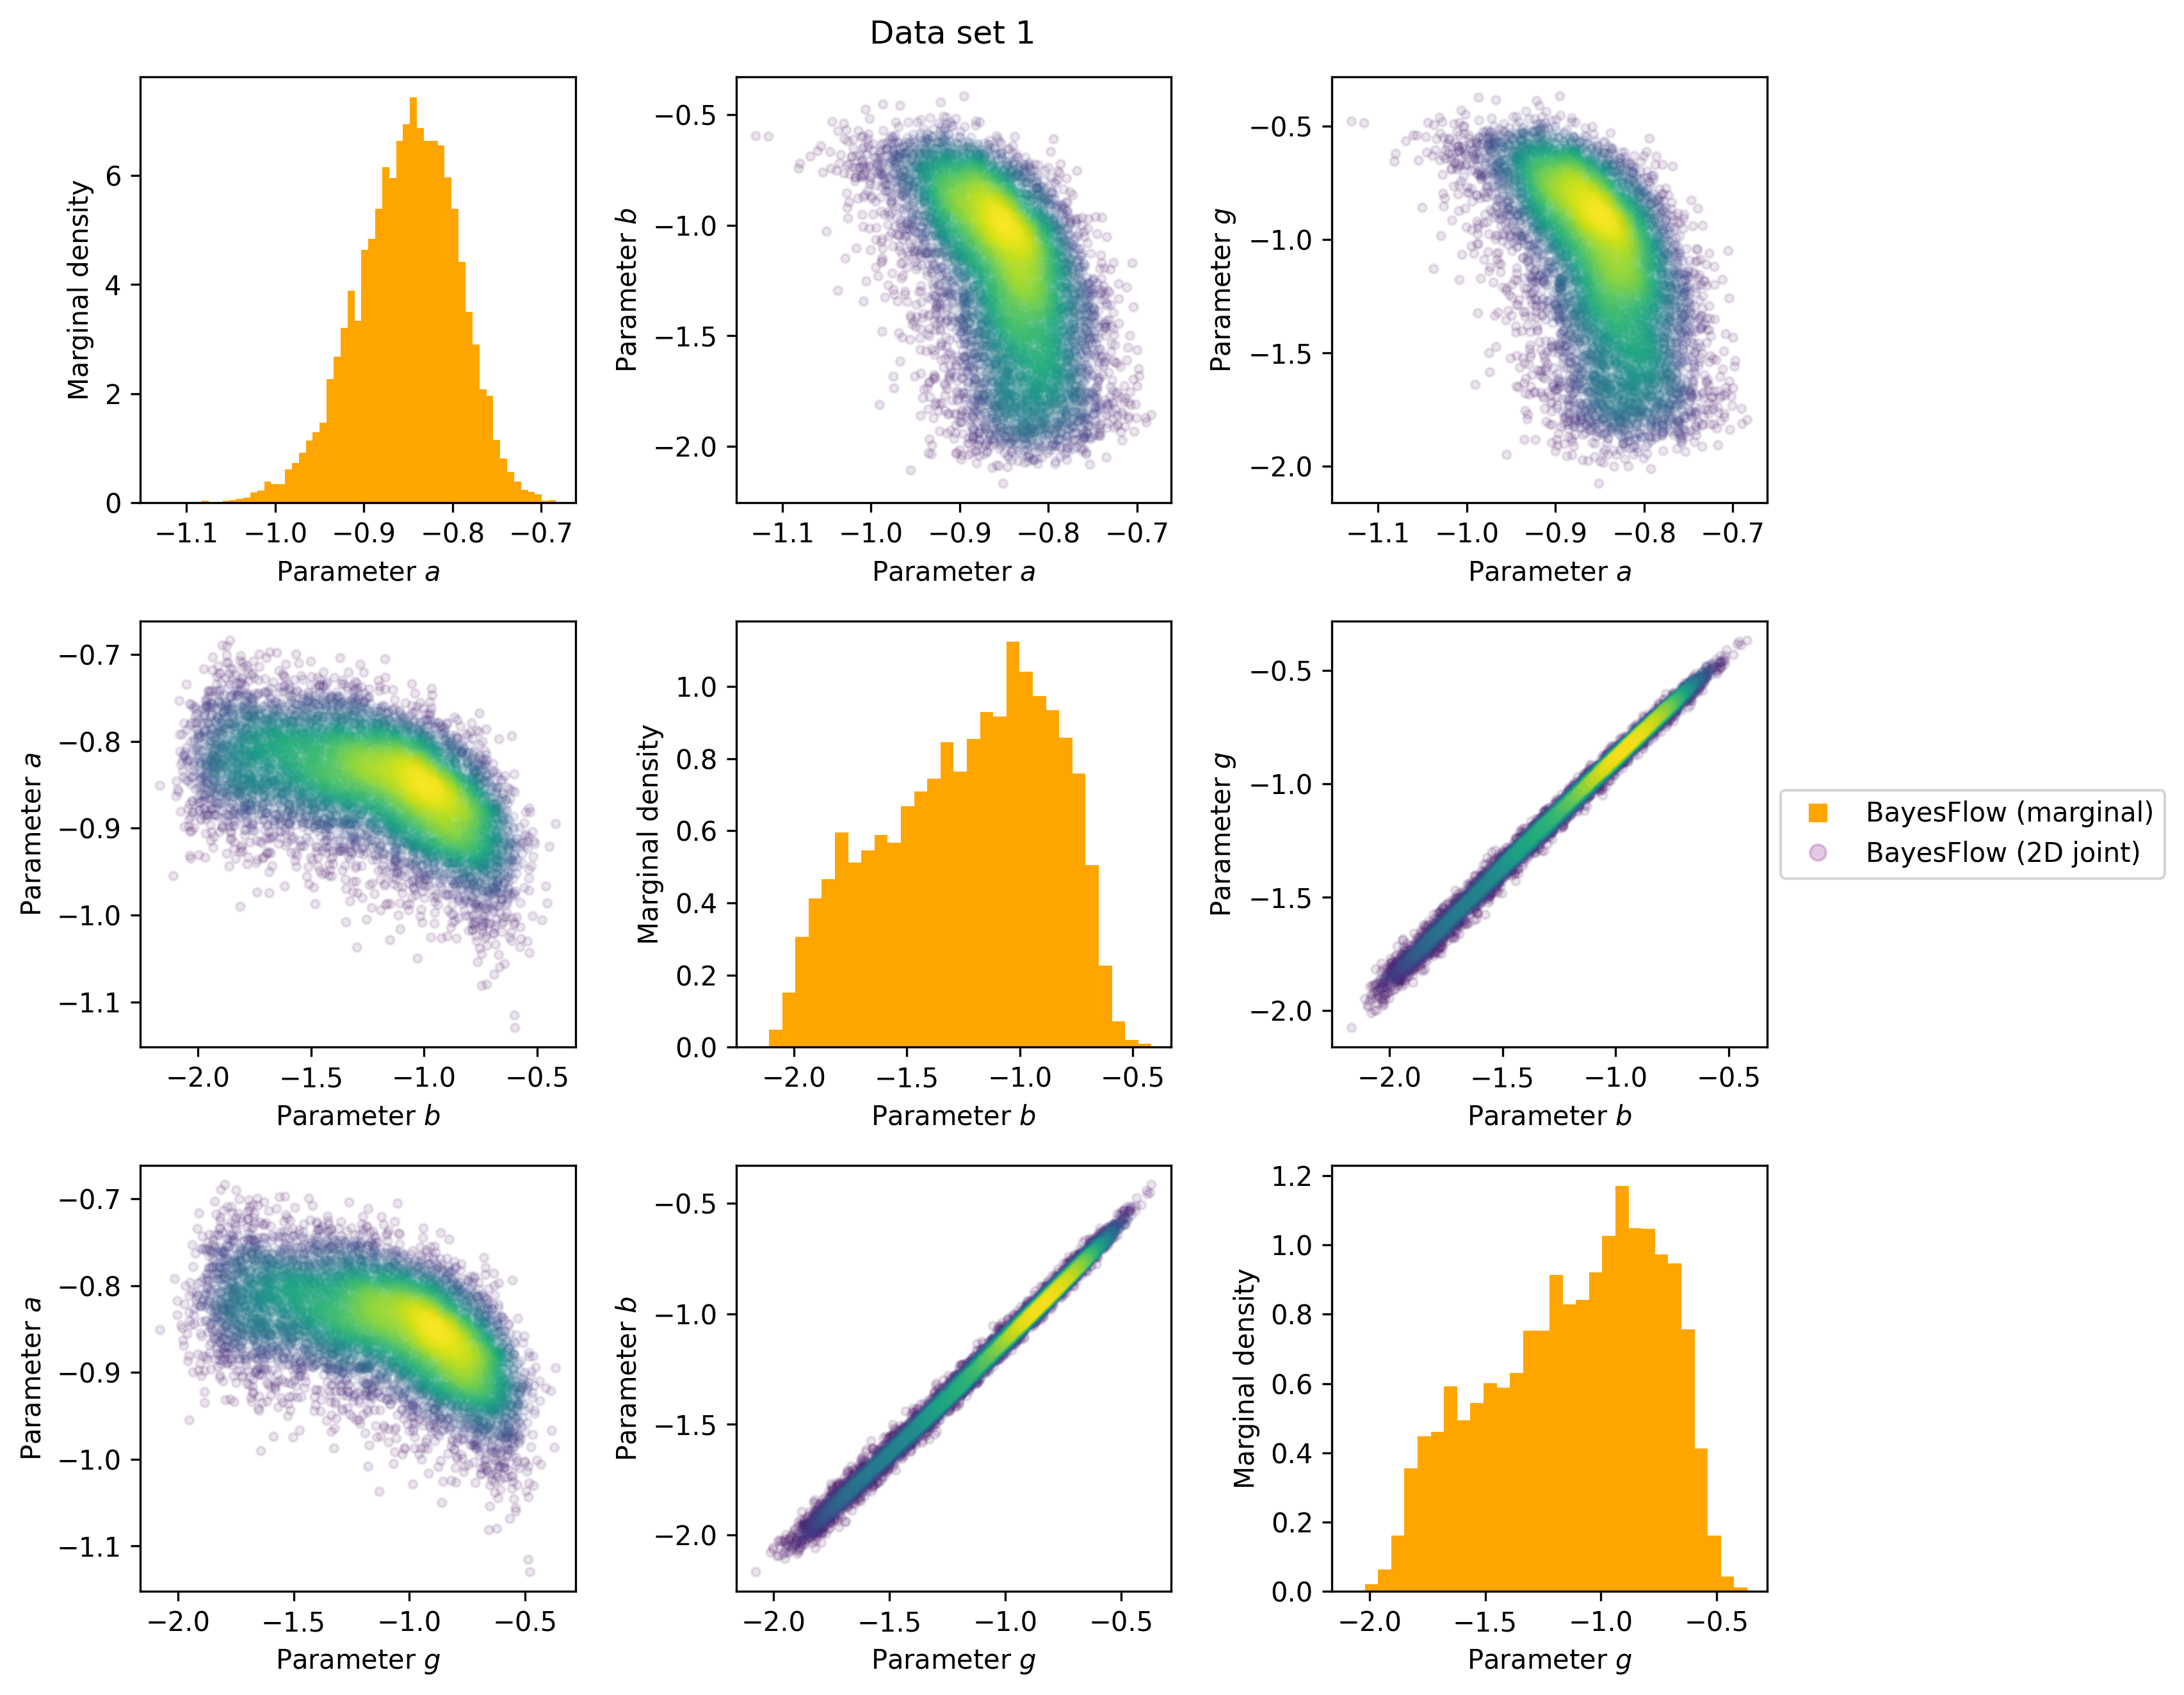 Data set 1
Marginal density
6
4
2
0
−1.1 −1.0 −0.9 −0.8 −0.7
Parameter a
Parameter b
−0.5
−1.0
−1.5
−2.0
−1.1 −1.0 −0.9 −0.8 −0.7
Parameter a
Parameter g
−0.5
−1.0
−1.5
−2.0
−1.1 −1.0 −0.9 −0.8 −0.7
Parameter a
Parameter a
−0.7
−0.8
−0.9
−1.0
−1.1
−2.0 −1.5 −1.0 −0.5
Parameter b
Marginal density
1.0
0.8
0.6
0.4
0.2
0.0
−2.0 −1.5 −1.0 −0.5
Parameter b
Parameter g
−0.5
−1.0
−1.5
−2.0
−2.0 −1.5 −1.0 −0.5
Parameter b
BayesFlow (marginal)
BayesFlow (2D joint)
Parameter a
−0.7
−0.8
−0.9
−1.0
−1.1
−2.0 −1.5 −1.0 −0.5
Parameter g
Parameter b
−0.5
−1.0
−1.5
−2.0
−2.0 −1.5 −1.0 −0.5
Parameter g
Marginal density
1.2
1.0
0.8
0.6
0.4
0.2
0.0
−2.0 −1.5 −1.0 −0.5
Parameter g